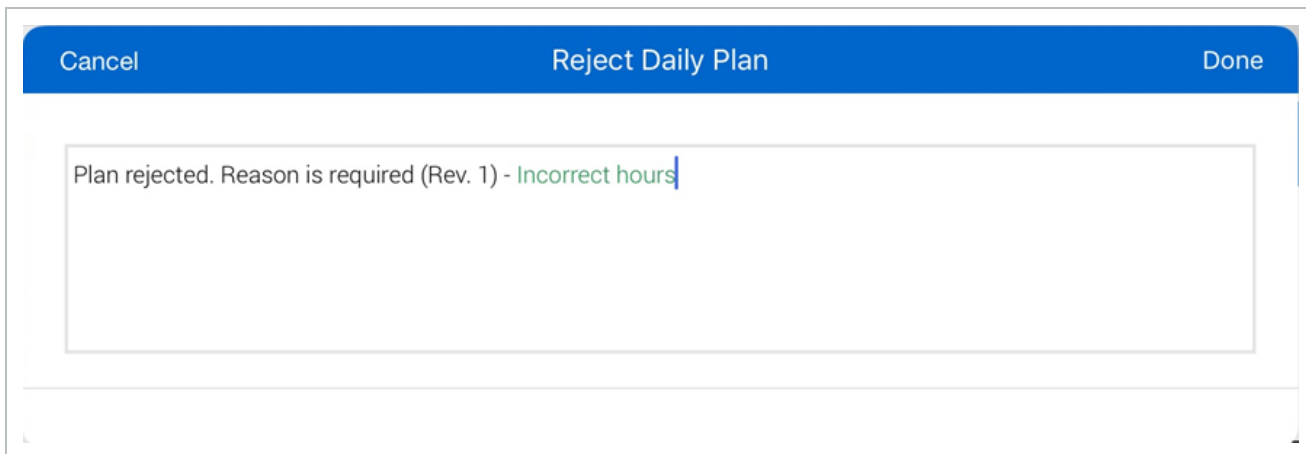 Cancel Reject Daily Plan Done
Plan rejected. Reason is required (Rev. 1) - Incorrect hours